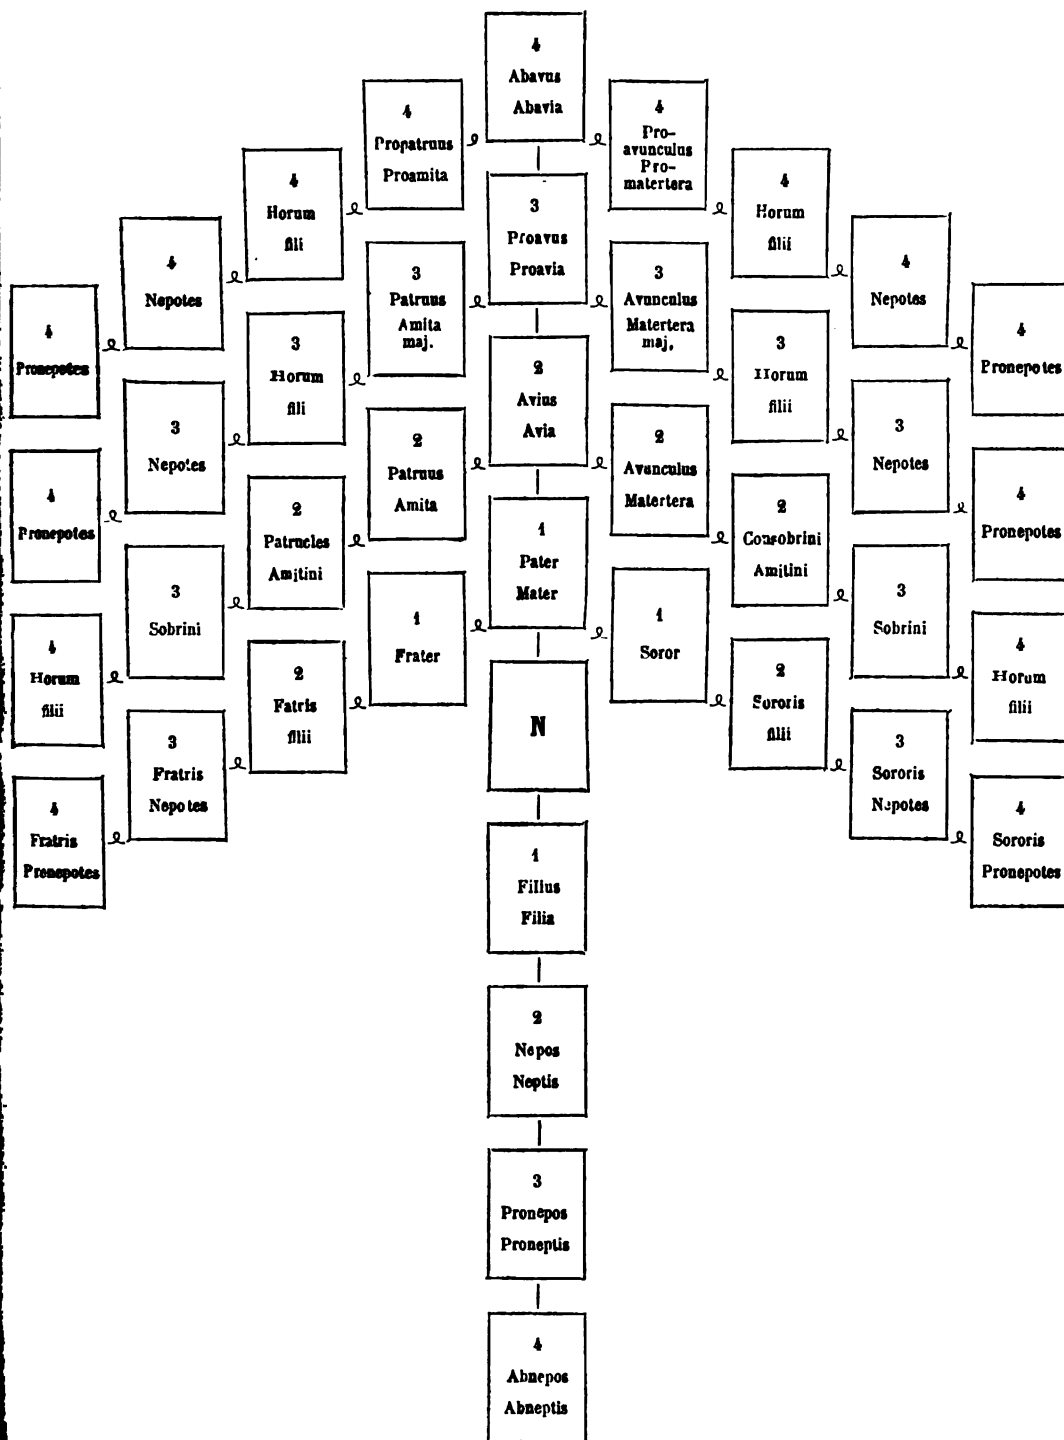 4
Abavus
Abavia
4
Propatruus
Proamita
4
Pro-
avunculus
Pro-
matertera
4
Horum
fili
4
Horum
filii
3
Proavus
Proavia
4
Nepotes
4
Nepotes
3
Patruus
Amita
maj.
3
Avunculus
Matertera
maj,
4
Pronepotes
4
Pronepotes
3
Horum
fili
3
Horum
filii
2
Avius
Avia
3
Nepotes
3
Nepotes
2
Patruus
Amita
2
Avunculus
Matertera
4
Pronepotes
4
Pronepotes
2
Patrueles
Amitini
2
Consobrini
Amitini
1
Pater
Mater
3
Sobrini
3
Sobrini
1
Frater
1
Soror
4
Horum
filii
4
Horum
filii
2
Fatris
filii
2
Sororis
filii
N
3
Fratris
Nepotes
3
Sororis
Nepotes
4
Fratris
Pronepotes
4
Sororis
Pronepotes
1
Filius
Filia
2
Nepos
Neptis
3
Pronepos
Proneptis
4
Abnepos
Abneptis